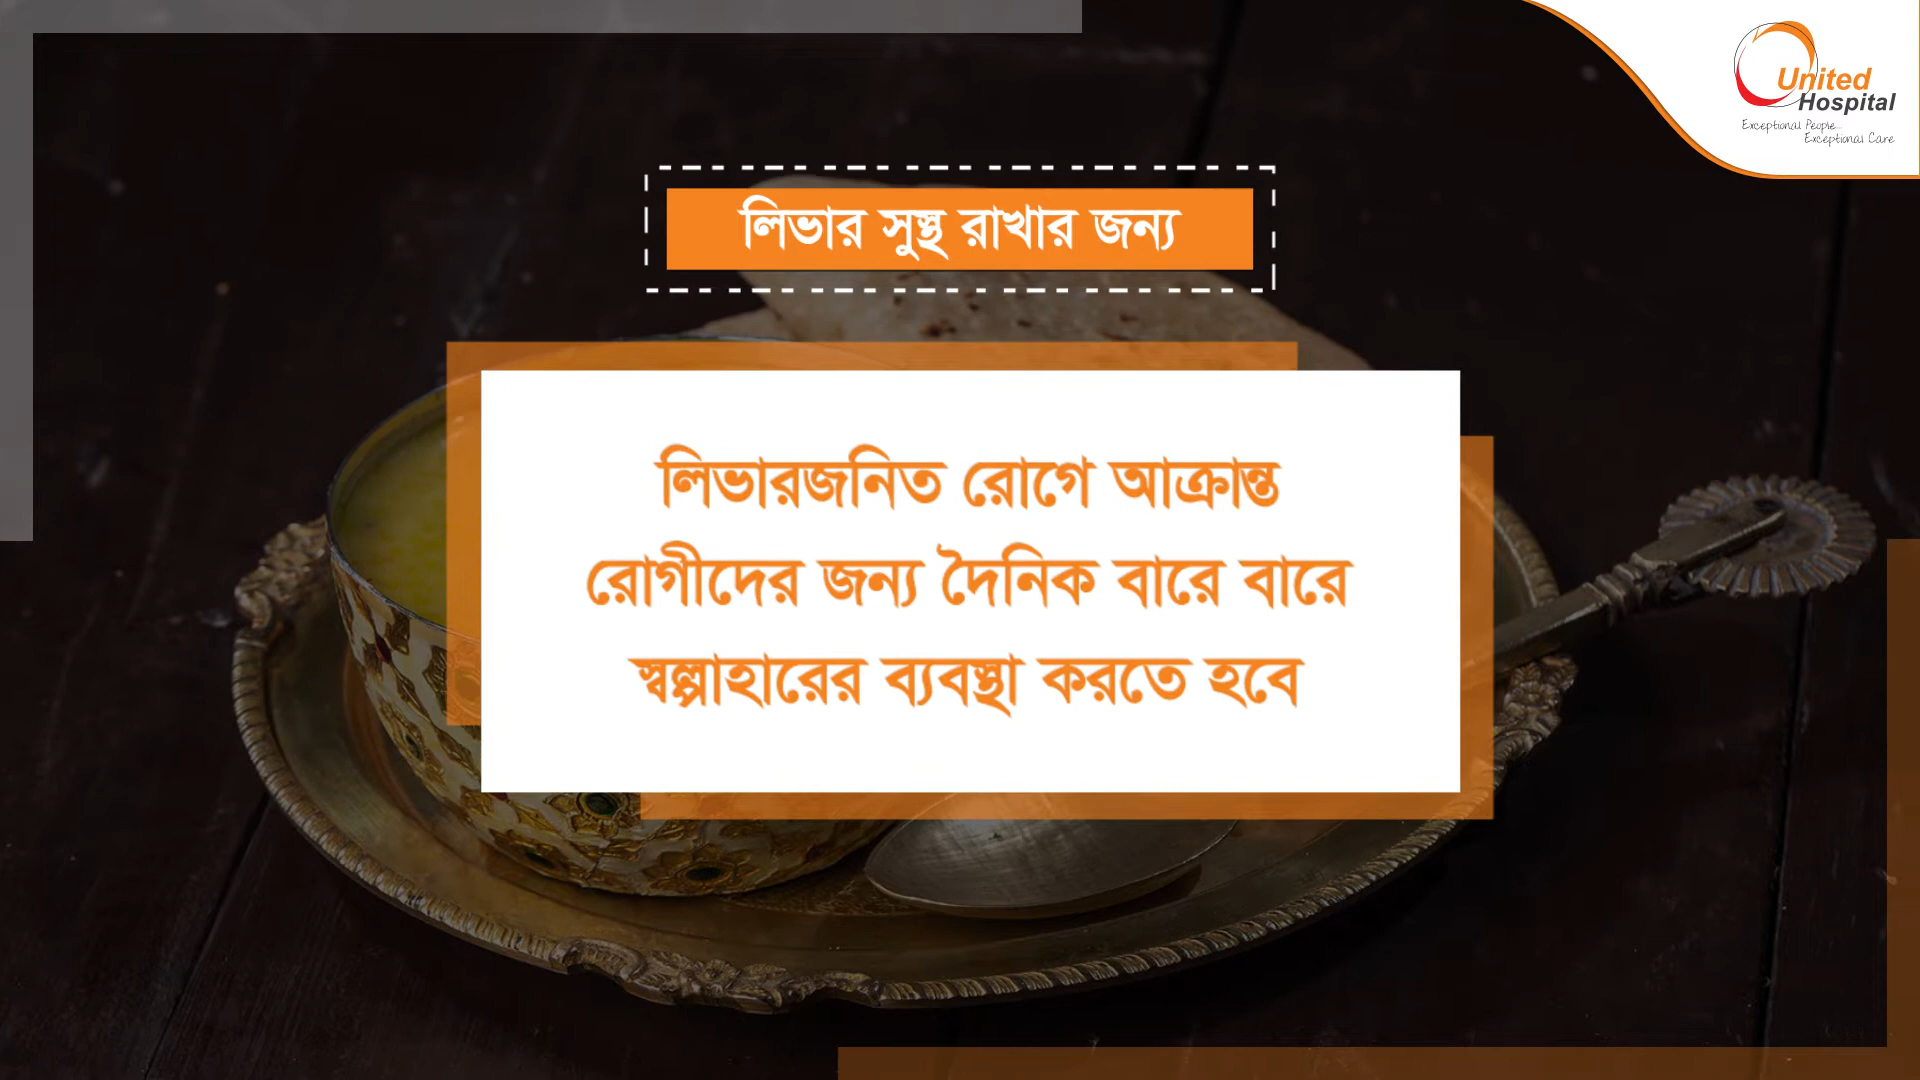 United
Hospital
Exceptional People...
Exceptional Care
লিভার সুস্থ রাখার জন্য
লিভারজনিত রোগে আক্রান্ত
রোগীদের জন্য দৈনিক বারে বারে
স্বল্পাহারের ব্যবস্থা করতে হবে